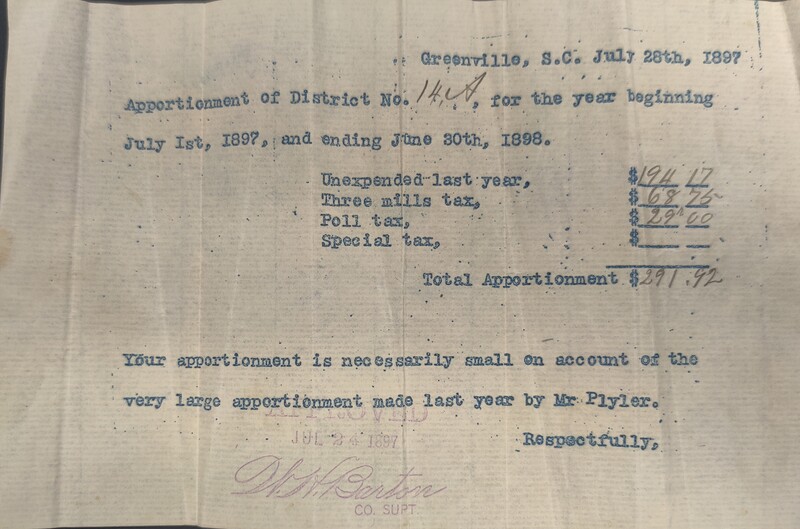 Greenville, S.C. July 28th, 1897
Apportionment of District No. 14, A, for the year beginning
July 1st, 1897, and ending June 30th, 1898.
Unexpended last year, $194 17
Three mills tax, $ 68 75
Poll tax, $ 29 00
Special tax, $
Total Apportionment $291.92
Your apportionment is necessarily small on account of the
very large apportionment made last year by Mr Plyler.
JUL 24 1897
Respectfully,
Barton
CO. SUPT.